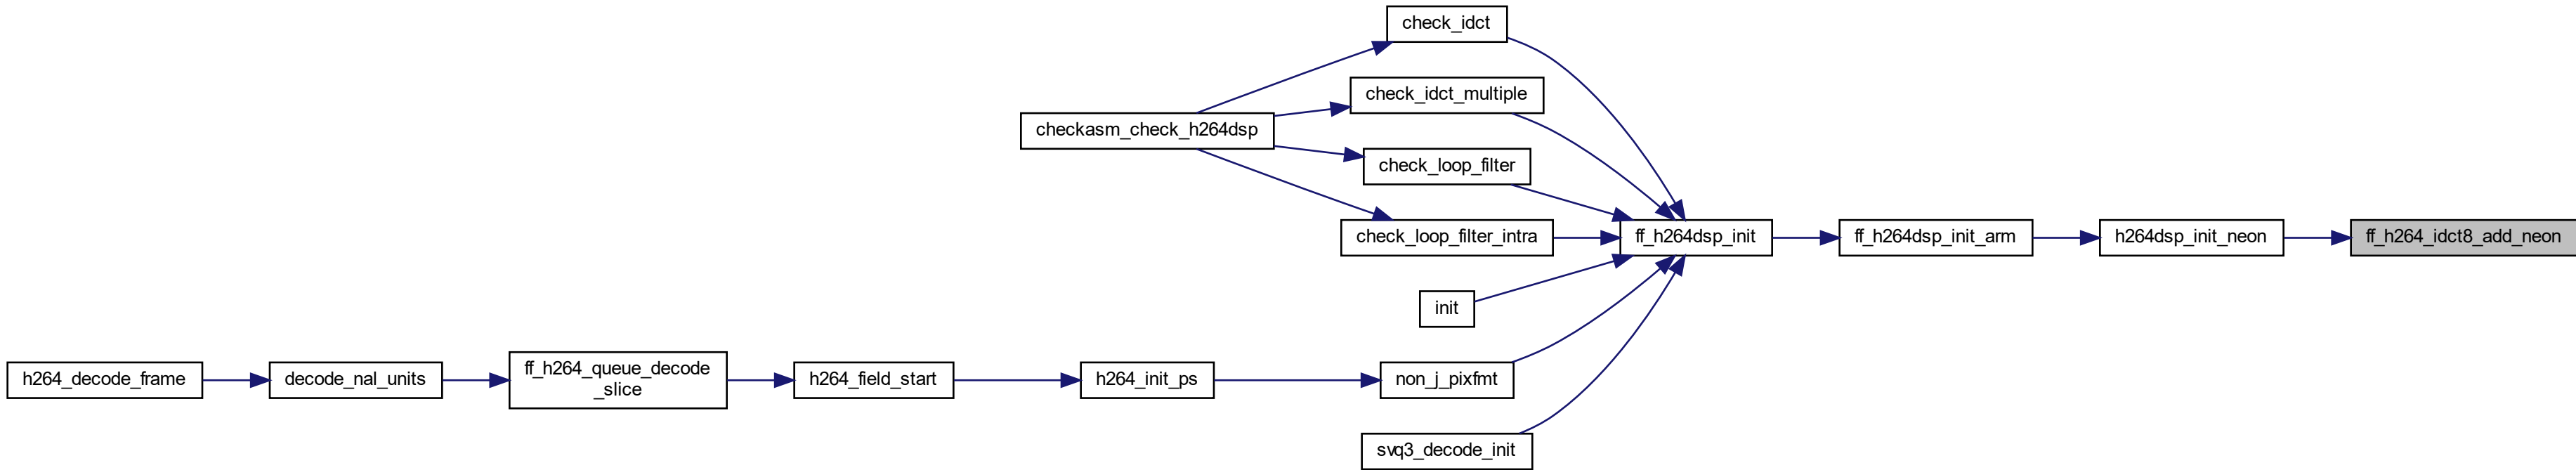 check_idct
check_idct_multiple
checkasm_check_h264dsp
check_loop_filter
check_loop_filter_intra
ff_h264dsp_init
ff_h264dsp_init_arm
h264dsp_init_neon
ff_h264_idct8_add_neon
init
h264_decode_frame
decode_nal_units
ff_h264_queue_decode
_slice
h264_field_start
h264_init_ps
non_j_pixfmt
svq3_decode_init